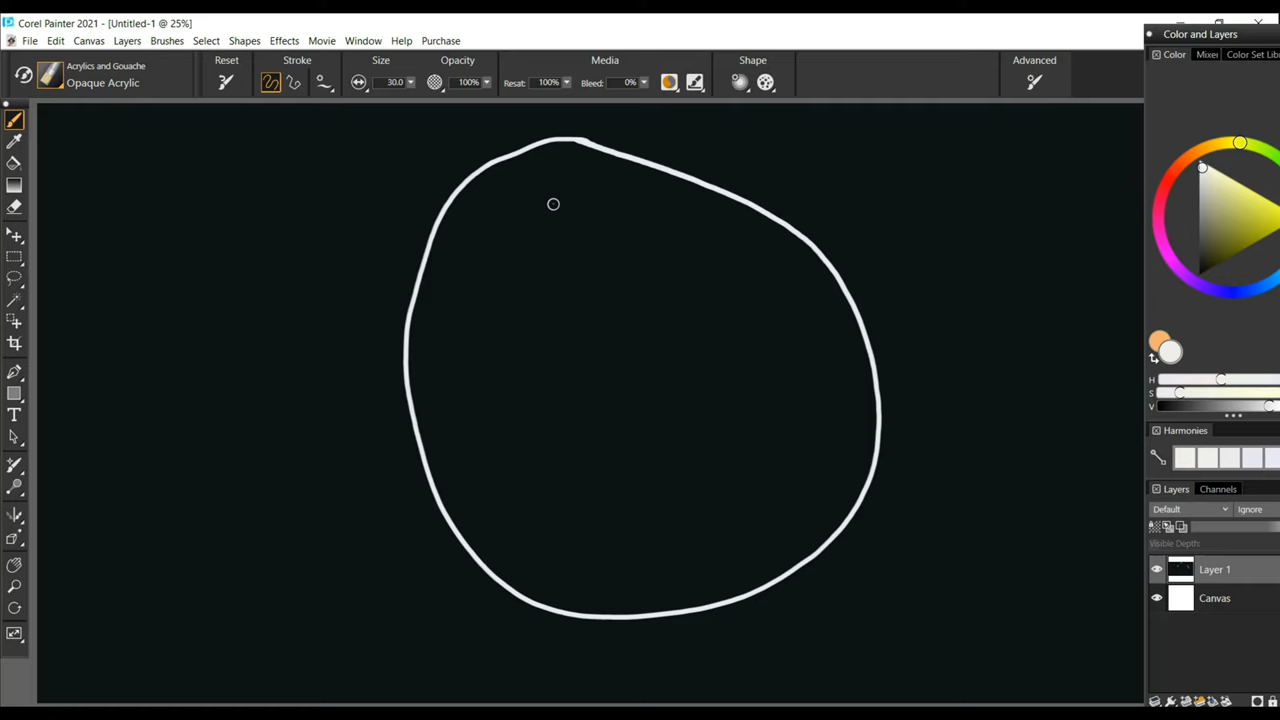 Corel Painter 2021 - [Untitled-1 @ 25%]
File Edit Canvas Layers Brushes Select Shapes Effects Movie Window Help Purchase
Color and Layers
Color Mixer Color Set Lib
Acrylics and Gouache
Opaque Acrylic
Reset Stroke Size Opacity Media Shape Advanced
30.0 100% Resat: 100% Bleed: 0%
H
S
V
Harmonies
Layers Channels
Default Ignore
Visible Depth:
Layer 1
Canvas
T